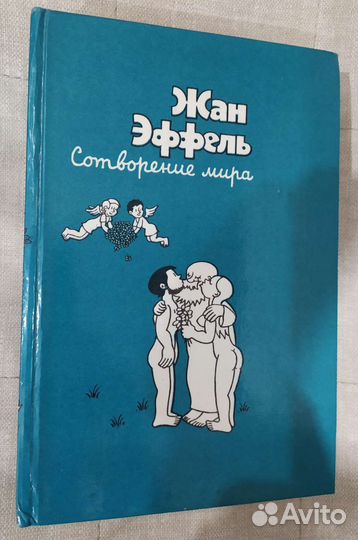 Жан
Эффель
Сотворение мира
Avito